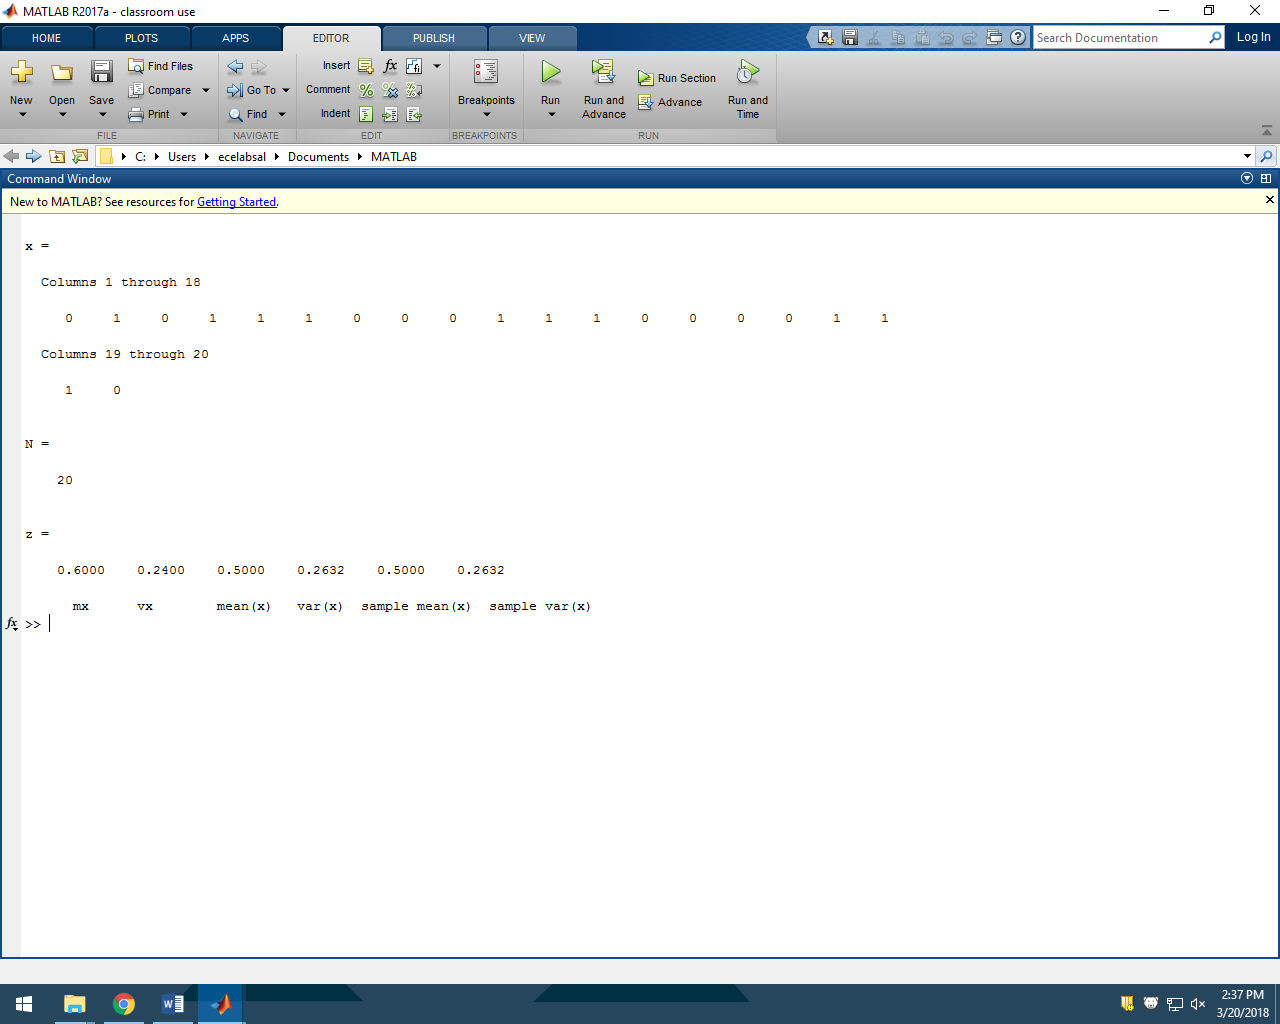 MATLAB R2017a - classroom use
HOME PLOTS APPS EDITOR PUBLISH VIEW Search Documentation Log In
New Open Save Find Files Compare Print Go To Find Insert fx Comment Indent Breakpoints Run Run and Advance Run Section Advance Run and Time
FILE NAVIGATE EDIT BREAKPOINTS RUN
C: Users ecelabsal Documents MATLAB
Command Window
New to MATLAB? See resources for Getting Started.
x =
Columns 1 through 18
0 1 0 1 1 1 0 0 0 1 1 1 0 0 0 0 1 1
Columns 19 through 20
1 0
N =
20
z =
0.6000 0.2400 0.5000 0.2632 0.5000 0.2632
mx vx mean(x) var(x) sample mean(x) sample var(x)
fx >>
2:37 PM
3/20/2018